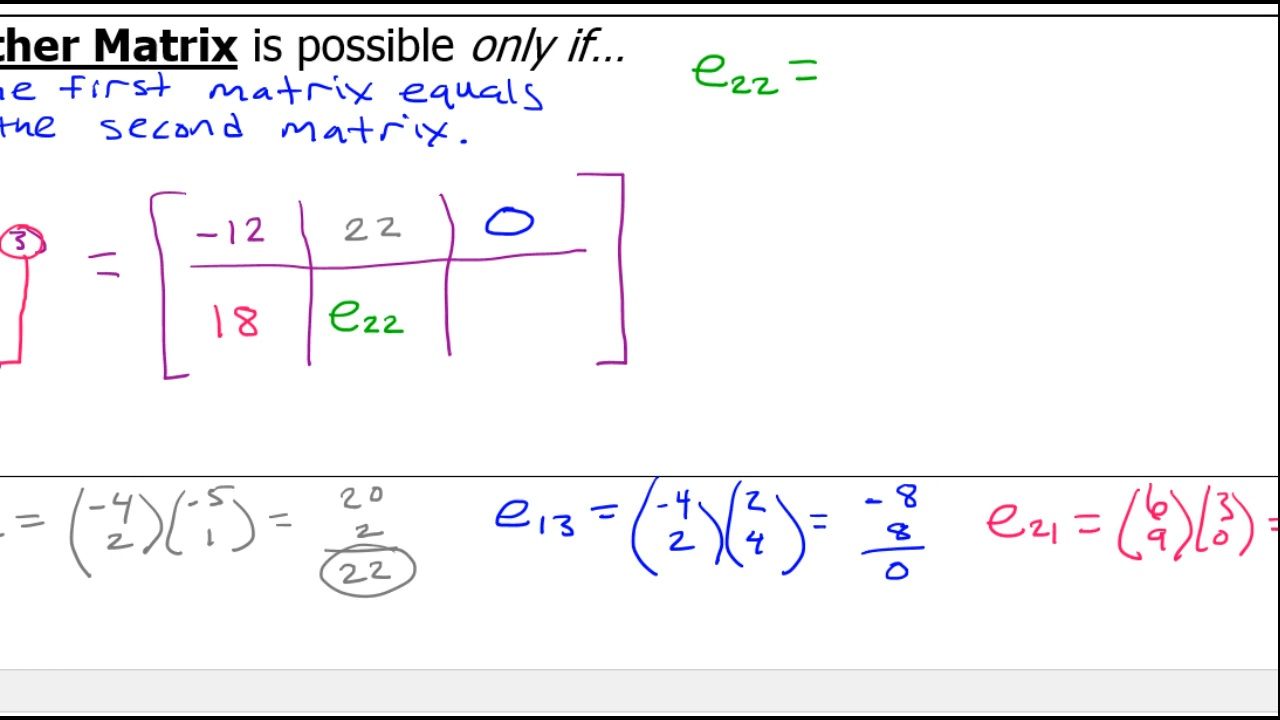 ther Matrix is possible only if...
e22 =
he first matrix equals
the second matrix.
3 = [ -12 | 22 | 0 ]
18 | e22
= (-4 2)(-5 1) = 20 2 22
e13 = (-4 2)(2 4) = -8 8 0
e21 = (6 9)(3 0) =